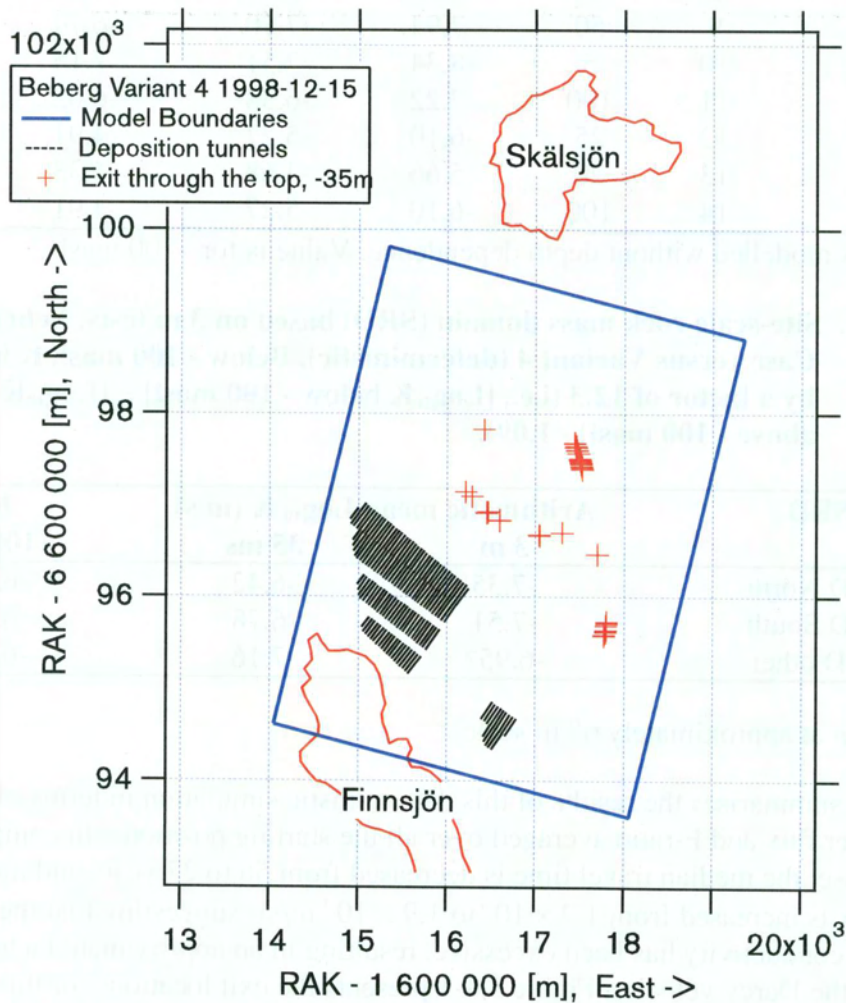 102x10³
Beberg Variant 4 1998-12-15
Model Boundaries
Deposition tunnels
Exit through the top, -35m
Skälsjön
100
98
96
94
RAK - 6 600 000 [m], North ->
Finnsjön
13 14 15 16 17 18 20x10³
RAK - 1 600 000 [m], East ->